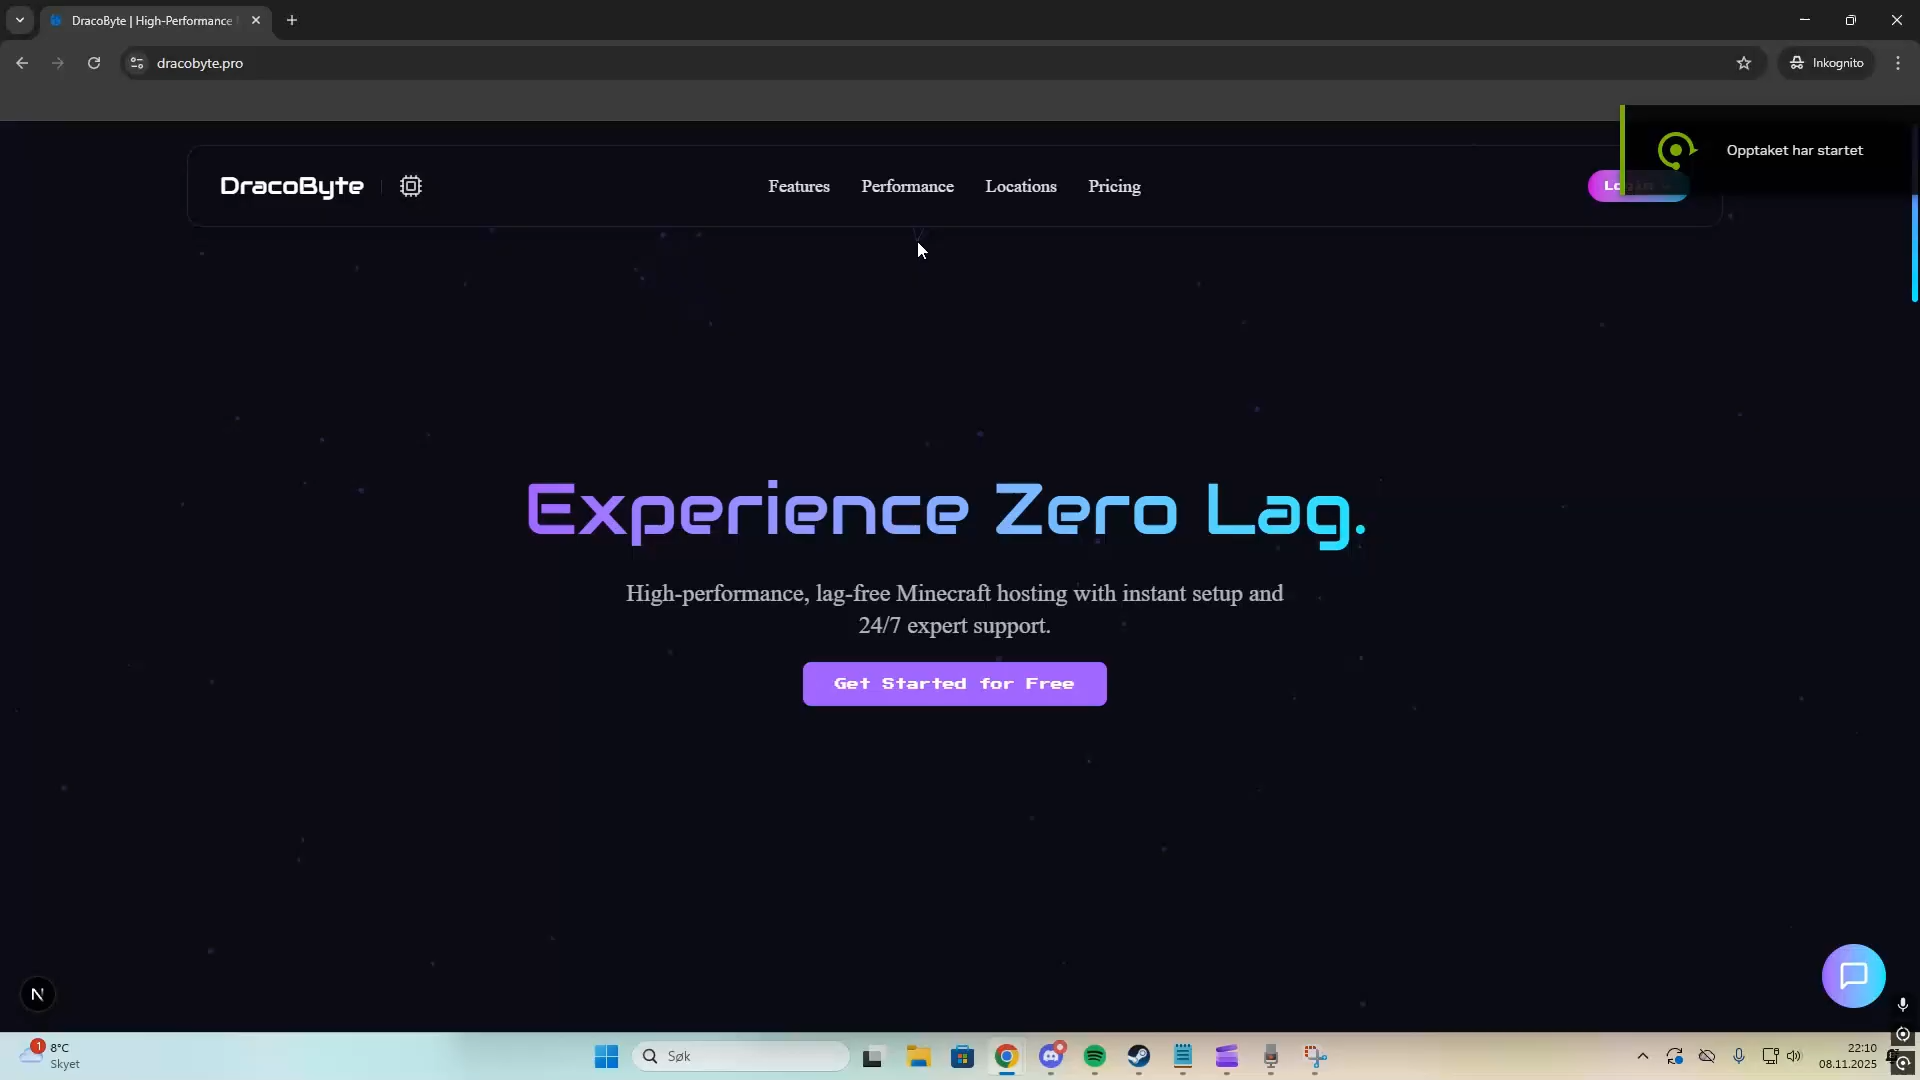 DracoByte | High-Performance
dracobyte.pro
Inkognito
Opptaket har startet
DracoByte
Features
Performance
Locations
Pricing
Experience Zero Lag.
High-performance, lag-free Minecraft hosting with instant setup and
24/7 expert support.
Get Started for Free
N
1
8°C
Skyet
Søk
22:10
08.11.2025